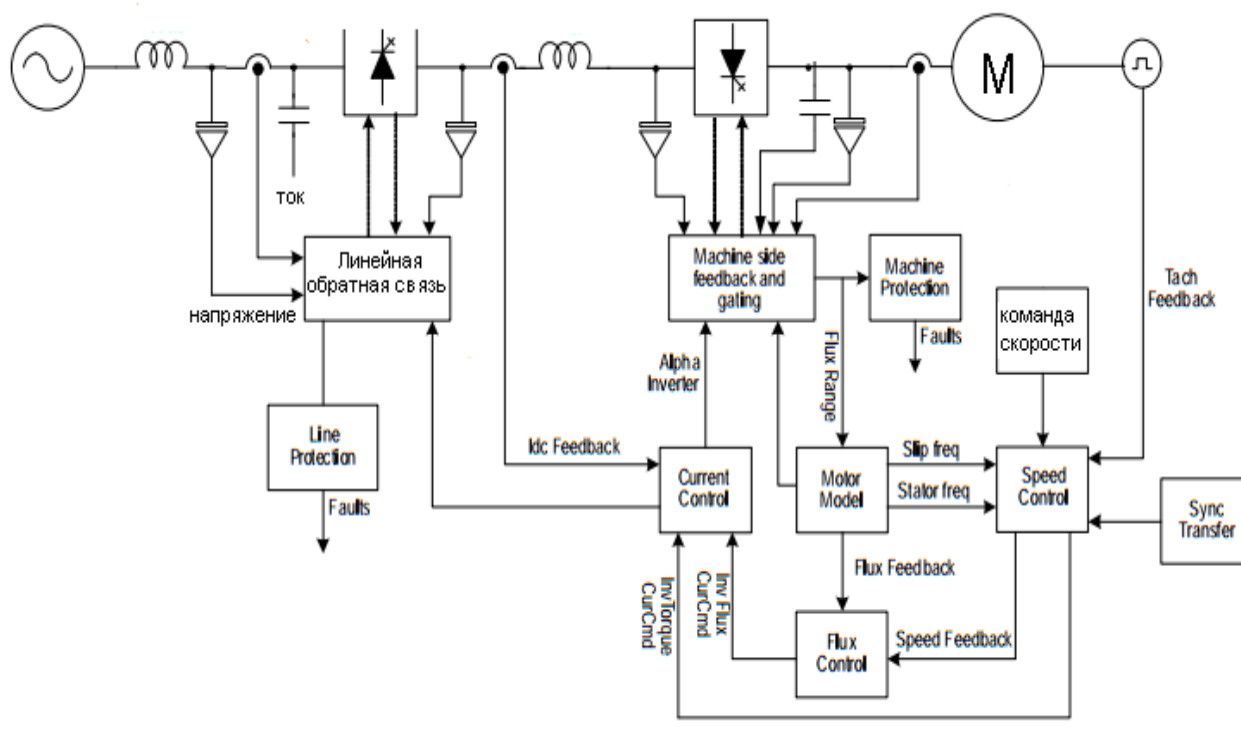 M
ток
Линейная
обратная связь
напряжение
Machine side
feedback and
gating
Machine
Protection
Tach
Feedback
команда
скорости
Faults
Flux Range
Alpha
Inverter
Line
Protection
Faults
Idc Feedback
Current
Control
Motor
Model
Slip freq
Stator freq
Speed
Control
Sync
Transfer
Flux Feedback
Inv Flux
CurCmd
InvTorque
CurCmd
Flux
Control
Speed Feedback